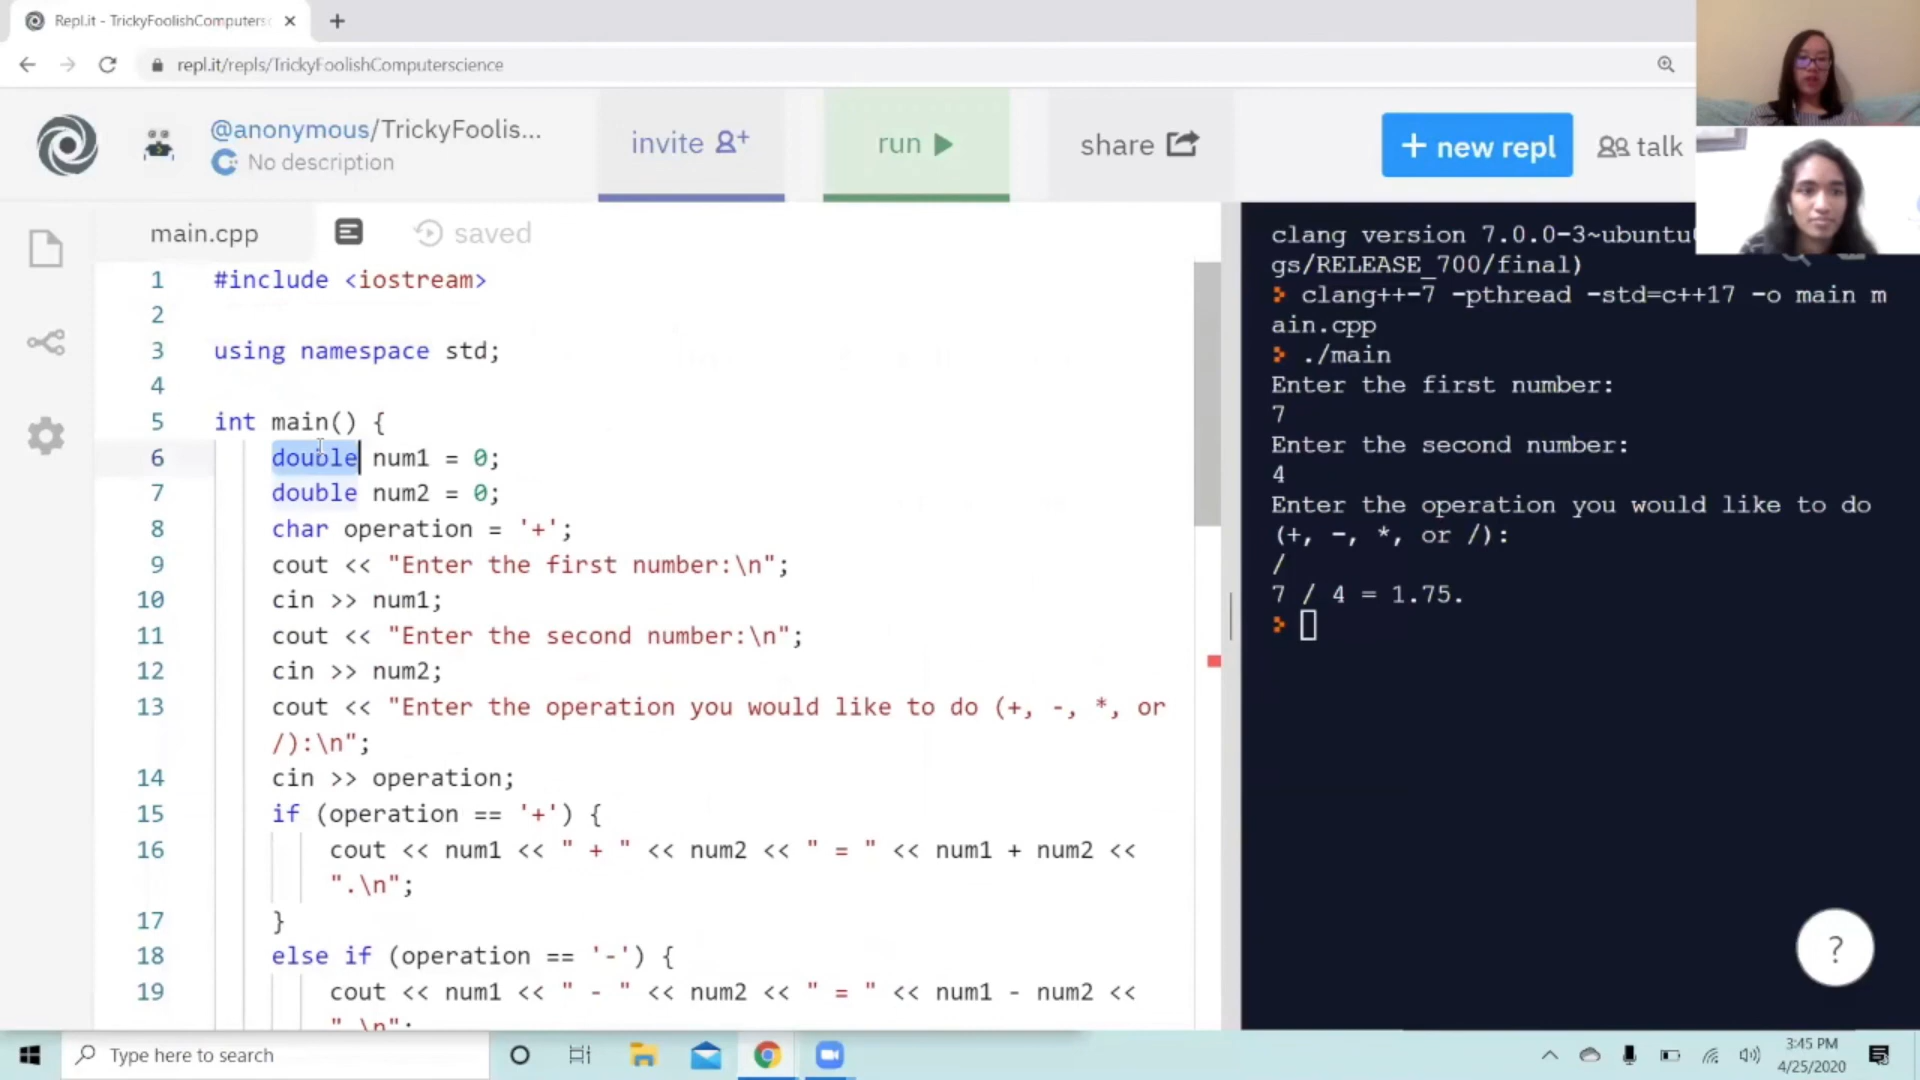 Repl.it - TrickyFoolishComputers
repl.it/repls/TrickyFoolishComputerscience
@anonymous/TrickyFoolis...
No description
invite
run
share
+ new repl
talk
main.cpp
saved
1 #include <iostream>
2
3 using namespace std;
4
5 int main() {
6 double num1 = 0;
7 double num2 = 0;
8 char operation = '+';
9 cout << "Enter the first number:\n";
10 cin >> num1;
11 cout << "Enter the second number:\n";
12 cin >> num2;
13 cout << "Enter the operation you would like to do (+, -, *, or
/):\n";
14 cin >> operation;
15 if (operation == '+') {
16 cout << num1 << " + " << num2 << " = " << num1 + num2 <<
".\n";
17 }
18 else if (operation == '-') {
19 cout << num1 << " - " << num2 << " = " << num1 - num2 <<
".\n";
clang version 7.0.0-3~ubuntu
gs/RELEASE_700/final)
> clang++-7 -pthread -std=c++17 -o main m
ain.cpp
> ./main
Enter the first number:
7
Enter the second number:
4
Enter the operation you would like to do
(+, -, *, or /):
/
7 / 4 = 1.75.
>
?
Type here to search
3:45 PM
4/25/2020